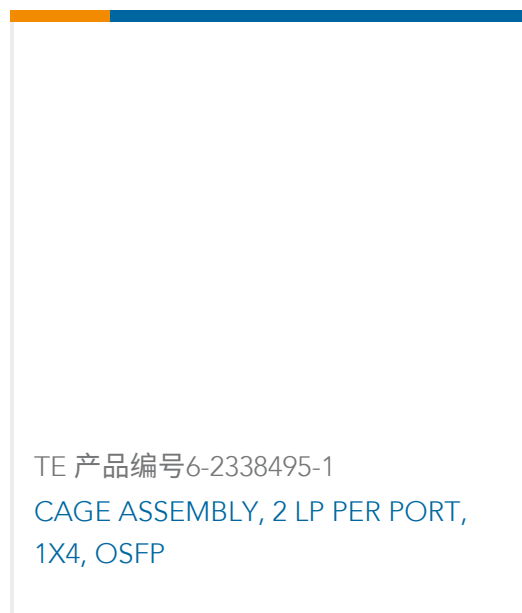 TE 产品编号6-2338495-1
CAGE ASSEMBLY, 2 LP PER PORT,
1X4, OSFP